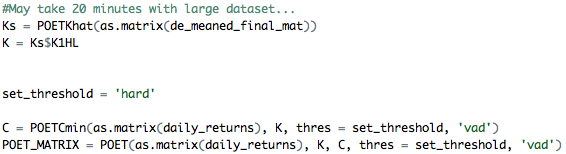 #May take 20 minutes with large dataset...
Ks = POETKhat(as.matrix(de_meaned_final_mat))
K = Ks$K1HL
set_threshold = 'hard'
C = POETCmin(as.matrix(daily_returns), K, thres = set_threshold, 'vad')
POET_MATRIX = POET(as.matrix(daily_returns), K, C, thres = set_threshold, 'vad')